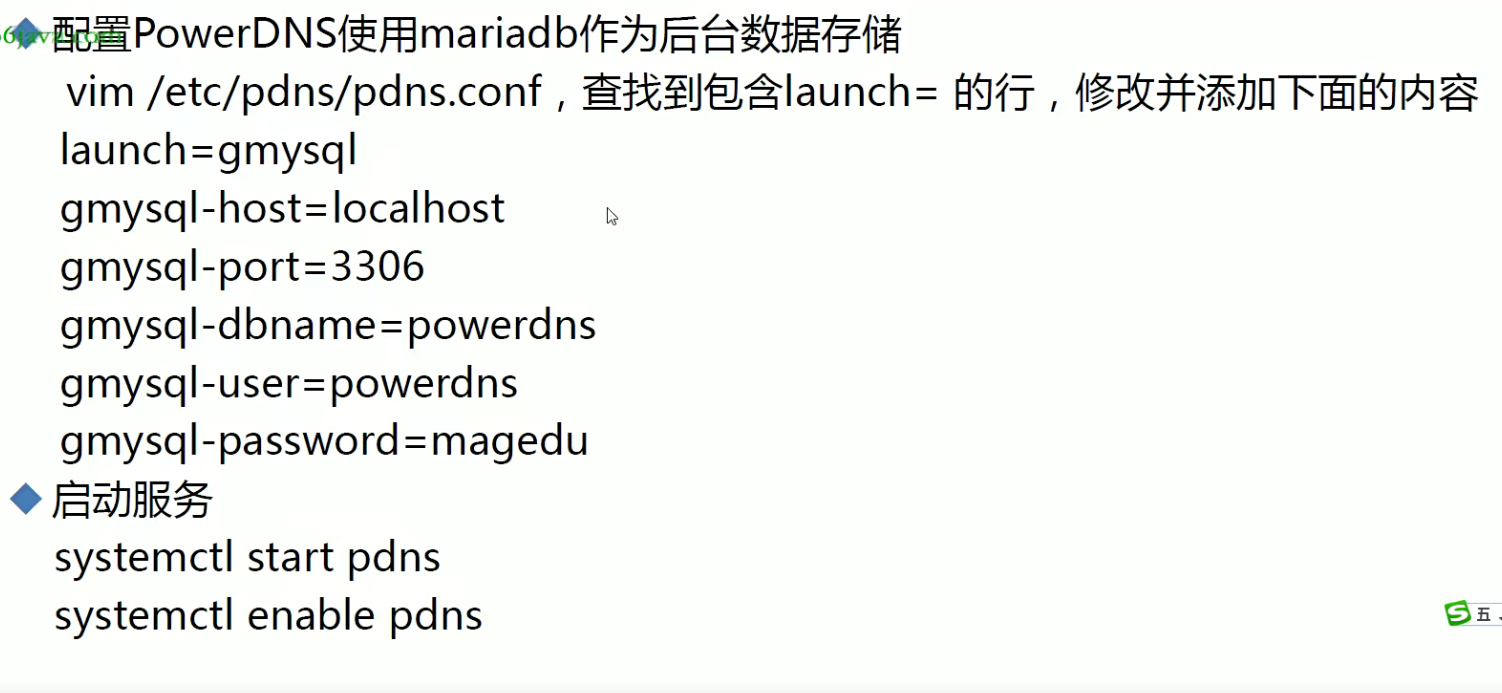 配置PowerDNS使用mariadb作为后台数据存储
vim /etc/pdns/pdns.conf，查找到包含launch= 的行，修改并添加下面的内容
launch=gmysql
gmysql-host=localhost
gmysql-port=3306
gmysql-dbname=powerdns
gmysql-user=powerdns
gmysql-password=magedu
启动服务
systemctl start pdns
systemctl enable pdns
五